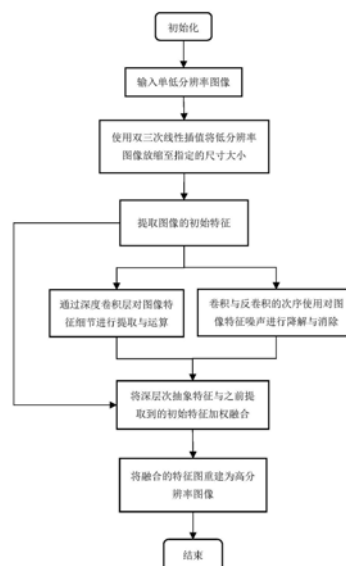 初始化
输入单低分辨率图像
使用双三次线性插值将低分辨率
图像放缩至指定的尺寸大小
提取图像的初始特征
通过深度卷积层对图像特
征细节进行提取与运算
卷积与反卷积的次序使用对图
像特征噪声进行降解与消除
将深层次抽象特征与之前提
取到的初始特征加权融合
将融合的特征图重建为高分
辨率图像
结束